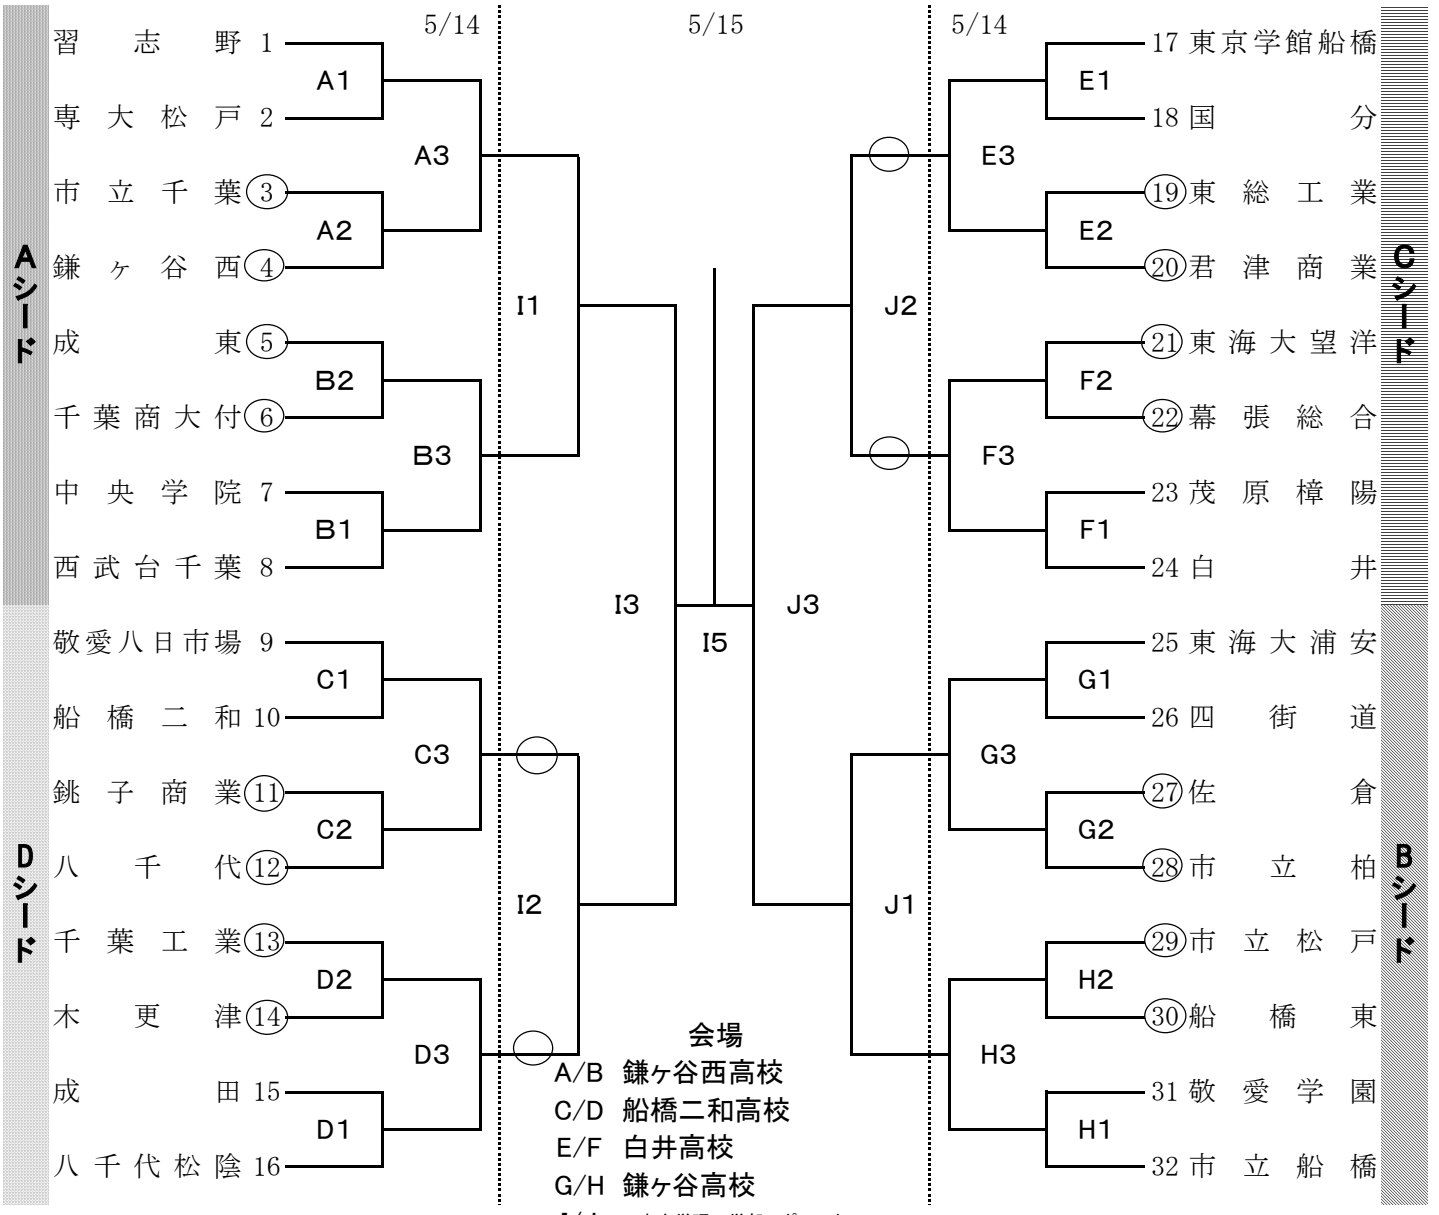 5/14 5/15 5/14
Aシード
習志野 1
専大松戸 2
市立千葉 ③
鎌ヶ谷西 ④
成東 ⑤
千葉商大付 ⑥
中央学院 7
西武台千葉 8
Dシード
敬愛八日市場 9
船橋二和 10
銚子商業 ⑪
八千代 ⑫
千葉工業 ⑬
木更津 ⑭
成田 15
八千代松陰 16
A1
A2
B2
B1
C1
C2
D2
D1
A3
B3
C3
D3
I1
I2
I3
I5
J3
J2
J1
E3
F3
G3
H3
E1
E2
F2
F1
G1
G2
H2
H1
Cシード
17 東京学館船橋
18 国分
⑲ 東総工業
⑳ 君津商業
㉑ 東海大望洋
㉒ 幕張総合
23 茂原樟陽
24 白井
Bシード
25 東海大浦安
26 四街道
㉗ 佐倉
㉘ 市立柏
㉙ 市立松戸
㉚ 船橋東
31 敬愛学園
32 市立船橋
会場
A/B 鎌ヶ谷西高校
C/D 船橋二和高校
E/F 白井高校
G/H 鎌ヶ谷高校